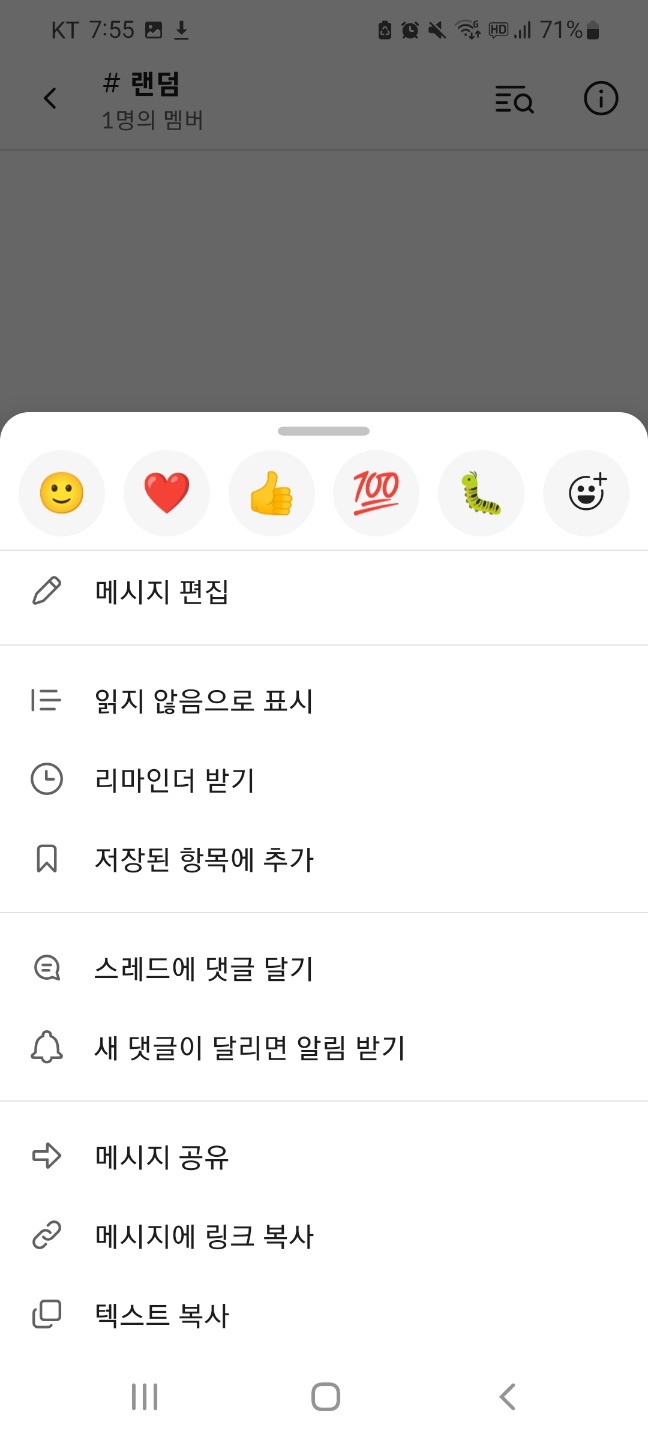 KT 7:55 HD 71%
# 랜덤
1명의 멤버
메시지 편집
읽지 않음으로 표시
리마인더 받기
저장된 항목에 추가
스레드에 댓글 달기
새 댓글이 달리면 알림 받기
메시지 공유
메시지에 링크 복사
텍스트 복사